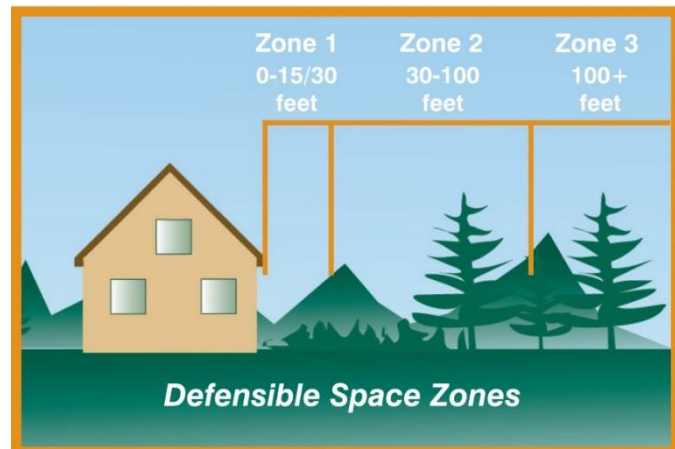 Zone 1
0-15/30
feet
Zone 2
30-100
feet
Zone 3
100+
feet
Defensible Space Zones